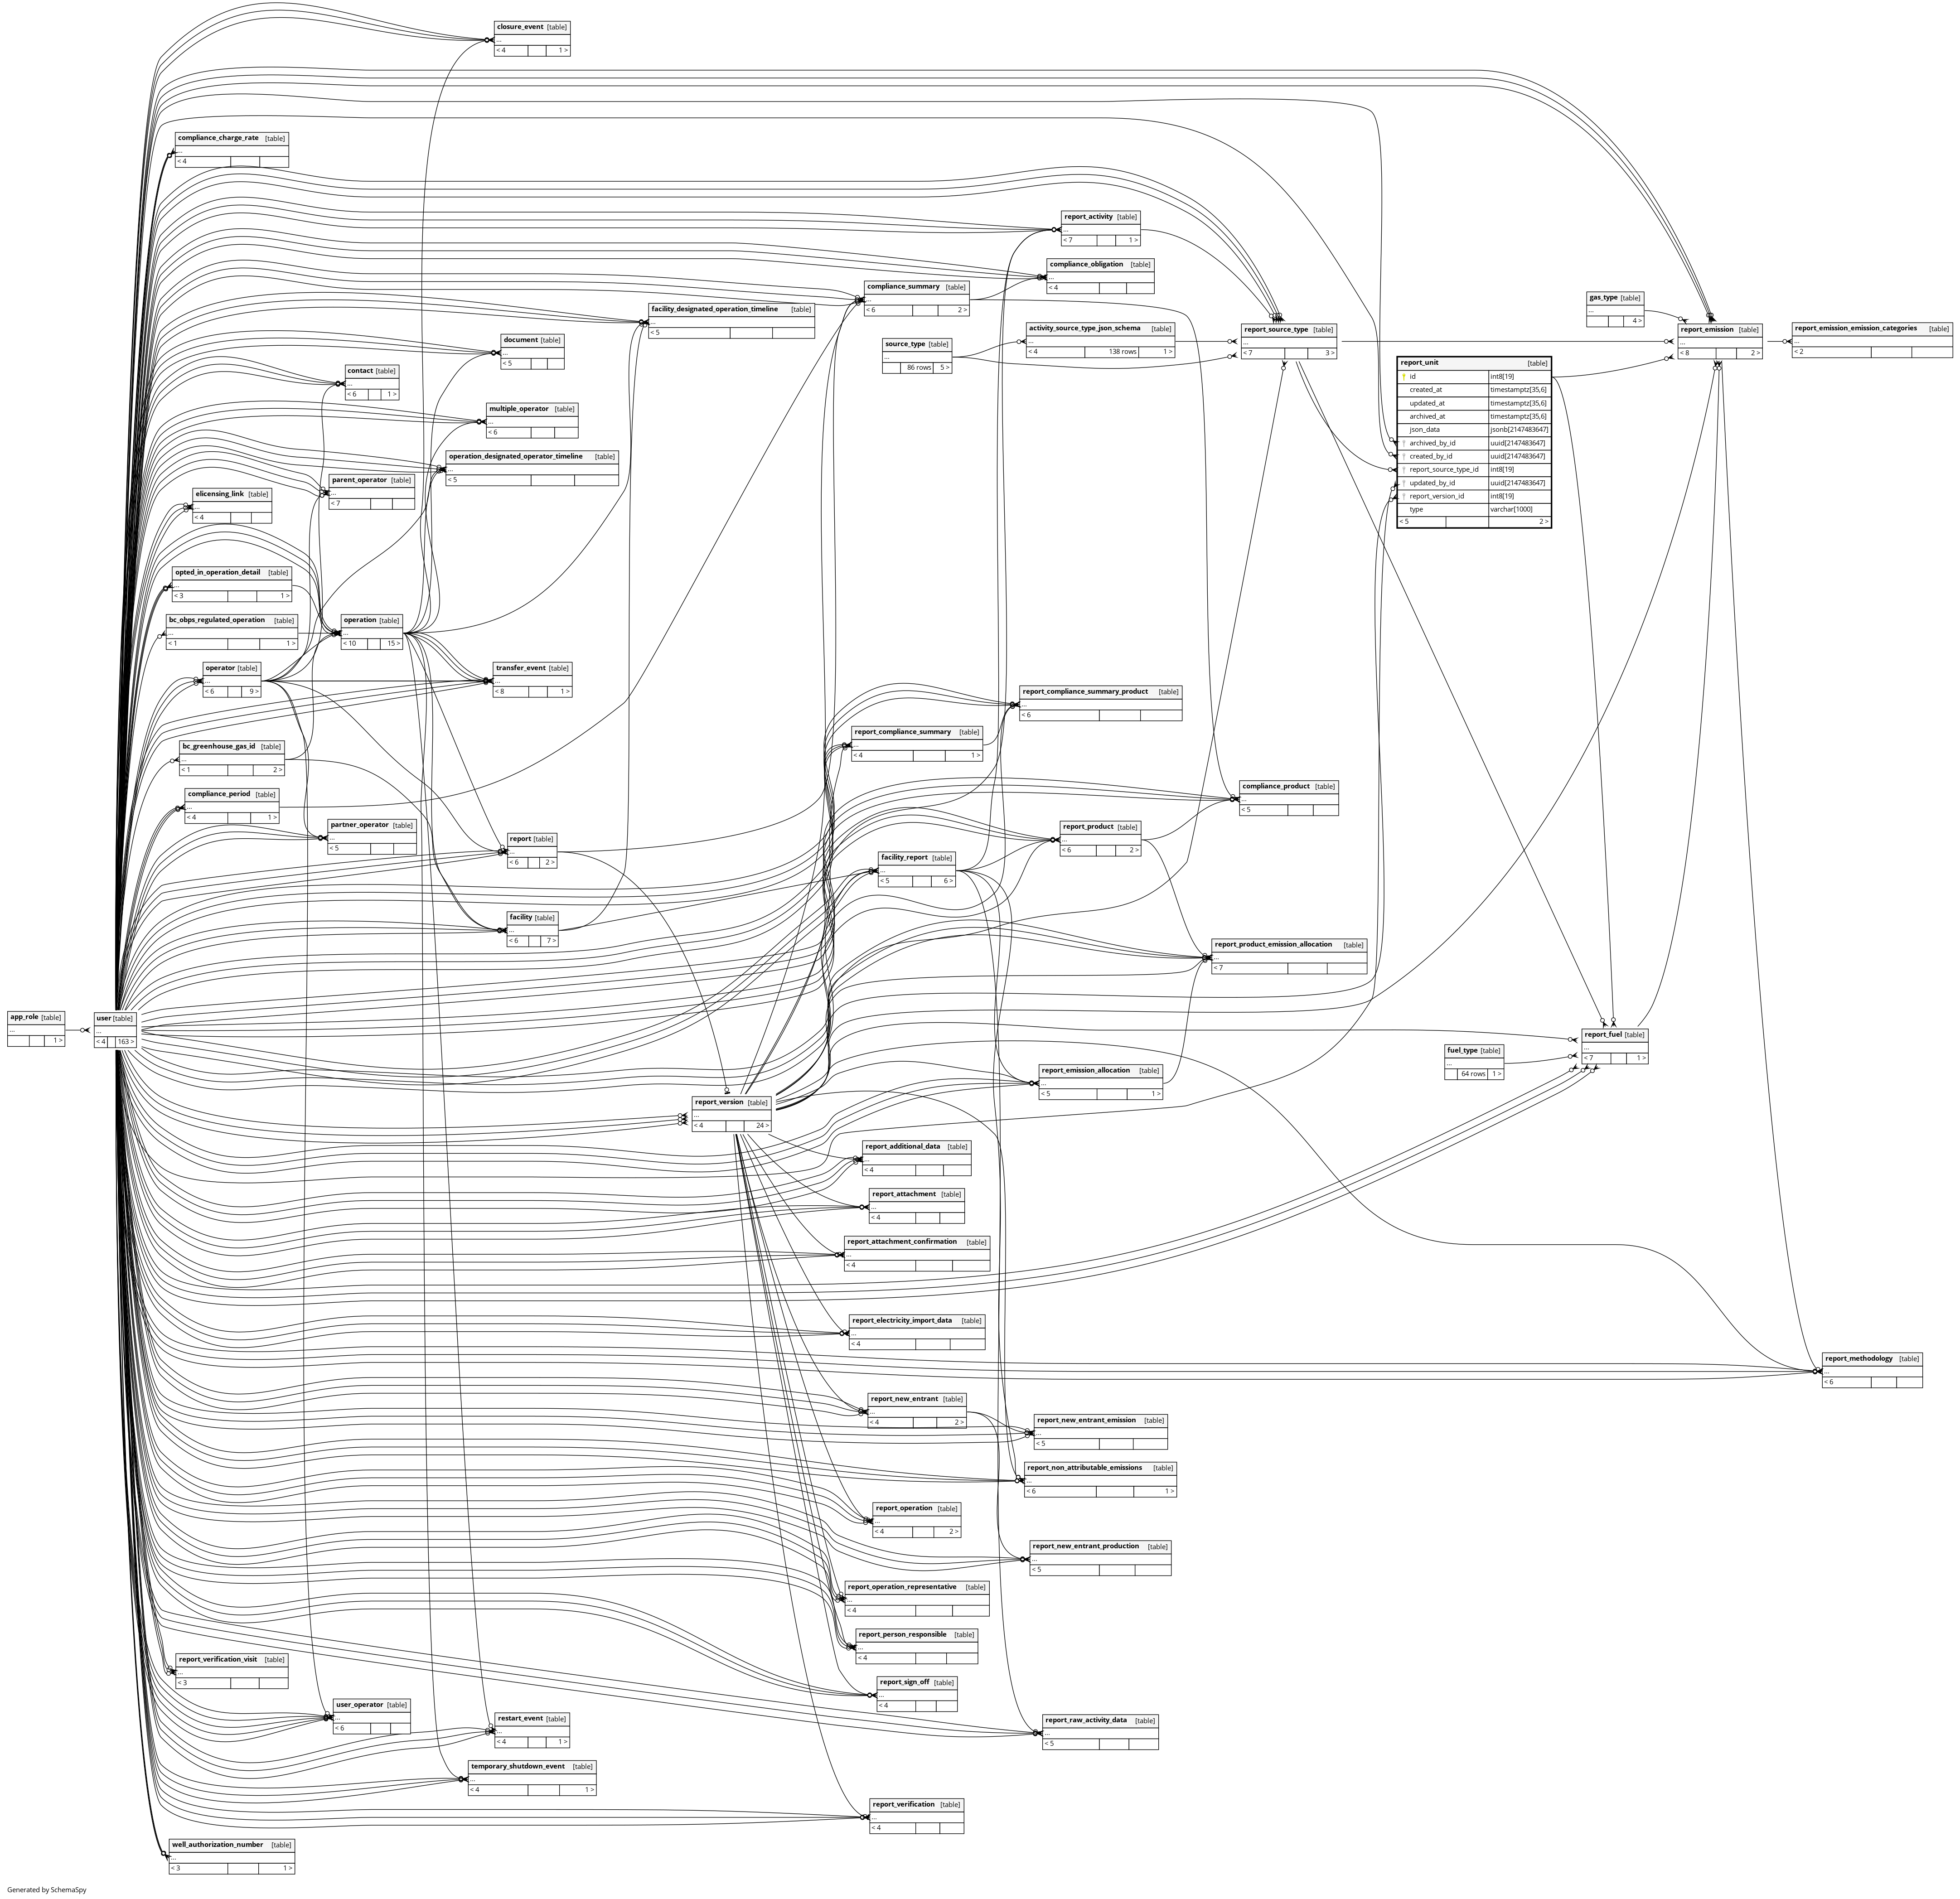 closure_event [table]
...
< 4 1 >
compliance_charge_rate [table]
...
< 4
report_activity [table]
...
< 7 1 >
compliance_obligation [table]
...
< 4
compliance_summary [table]
...
< 6 2 >
facility_designated_operation_timeline [table]
...
< 5
gas_type [table]
...
4 >
activity_source_type_json_schema [table]
...
< 4 138 rows 1 >
report_source_type [table]
...
< 7 3 >
report_emission [table]
...
< 8 2 >
report_emission_emission_categories [table]
...
< 2
document [table]
...
< 5
source_type [table]
...
86 rows 5 >
report_unit [table]
id int8[19]
created_at timestamptz[35,6]
updated_at timestamptz[35,6]
archived_at timestamptz[35,6]
json_data jsonb[2147483647]
archived_by_id uuid[2147483647]
created_by_id uuid[2147483647]
report_source_type_id int8[19]
updated_by_id uuid[2147483647]
report_version_id int8[19]
type varchar[1000]
< 5 2 >
contact [table]
...
< 6 1 >
multiple_operator [table]
...
< 6
operation_designated_operator_timeline [table]
...
< 5
parent_operator [table]
...
< 7
elicensing_link [table]
...
< 4
opted_in_operation_detail [table]
...
< 3 1 >
bc_obps_regulated_operation [table]
...
< 1 1 >
operation [table]
...
< 10 15 >
operator [table]
...
< 6 9 >
transfer_event [table]
...
< 8 1 >
report_compliance_summary_product [table]
...
< 6
report_compliance_summary [table]
...
< 4 1 >
bc_greenhouse_gas_id [table]
...
< 1 2 >
compliance_period [table]
...
< 4 1 >
compliance_product [table]
...
< 5
partner_operator [table]
...
< 5
report [table]
...
< 6 2 >
report_product [table]
...
< 6 2 >
facility_report [table]
...
< 5 6 >
facility [table]
...
< 6 7 >
report_product_emission_allocation [table]
...
< 7
app_role [table]
...
1 >
user [table]
...
< 4 163 >
report_fuel [table]
...
< 7 1 >
fuel_type [table]
...
64 rows 1 >
report_emission_allocation [table]
...
< 5 1 >
report_version [table]
...
< 4 24 >
report_additional_data [table]
...
< 4
report_attachment [table]
...
< 4
report_attachment_confirmation [table]
...
< 4
report_electricity_import_data [table]
...
< 4
report_methodology [table]
...
< 6
report_new_entrant [table]
...
< 4 2 >
report_new_entrant_emission [table]
...
< 5
report_non_attributable_emissions [table]
...
< 6 1 >
report_operation [table]
...
< 4 2 >
report_new_entrant_production [table]
...
< 5
report_operation_representative [table]
...
< 4
report_person_responsible [table]
...
< 4
report_verification_visit [table]
...
< 3
report_sign_off [table]
...
< 4
user_operator [table]
...
< 6
restart_event [table]
...
< 4 1 >
report_raw_activity_data [table]
...
< 5
temporary_shutdown_event [table]
...
< 4 1 >
report_verification [table]
...
< 4
well_authorization_number [table]
...
< 3 1 >
Generated by SchemaSpy